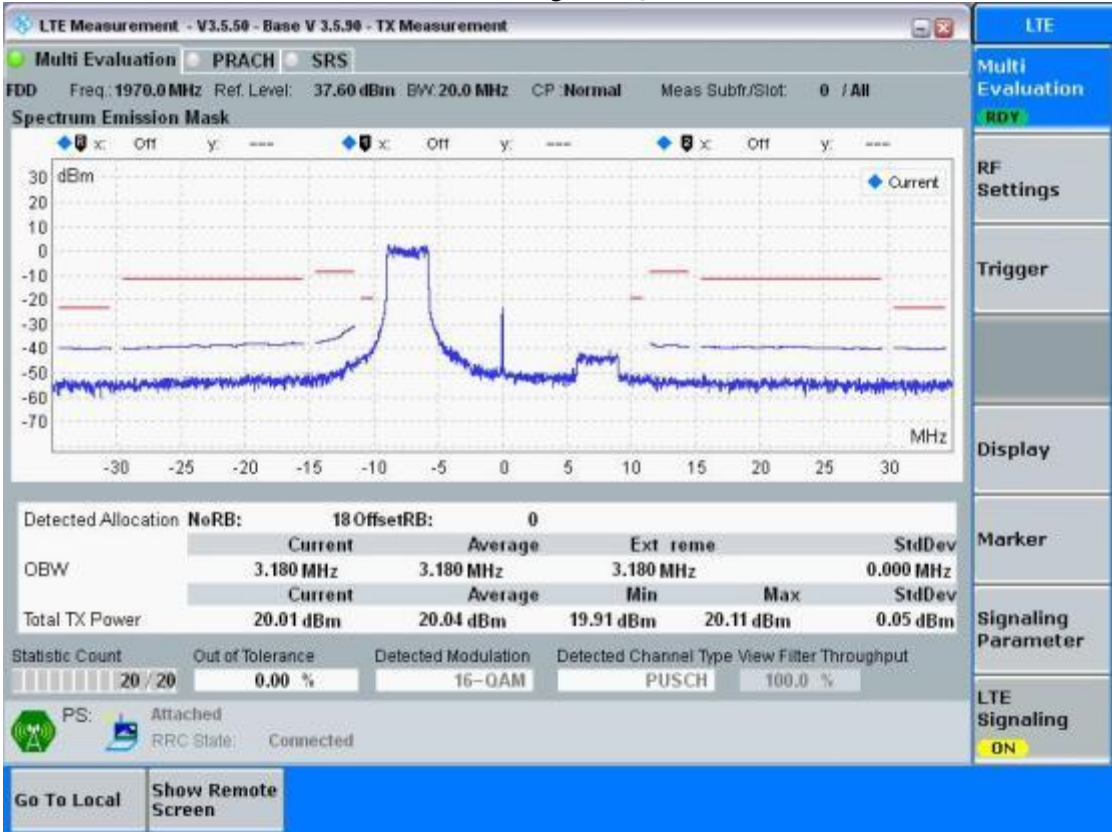 LTE Measurement - V3.5.50 - Base V 3.5.90 - TX Measurement
LTE
Multi Evaluation PRACH SRS
Multi
Evaluation
RDY
FDD Freq.: 1970.0 MHz Ref. Level: 37.60 dBm BW: 20.0 MHz CP : Normal Meas Subfr./Slot: 0 / All
Spectrum Emission Mask
x: Off y: --- x: Off y: --- x: Off y: ---
30 dBm
Current
20
10
0
-10
-20
-30
-40
-50
-60
-70
MHz
-30 -25 -20 -15 -10 -5 0 5 10 15 20 25 30
RF
Settings
Trigger
Display
Marker
Signaling
Parameter
LTE
Signaling
ON
Detected Allocation NoRB: 18 OffsetRB: 0
Current Average Ext reme StdDev
OBW 3.180 MHz 3.180 MHz 3.180 MHz 0.000 MHz
Current Average Min Max StdDev
Total TX Power 20.01 dBm 20.04 dBm 19.91 dBm 20.11 dBm 0.05 dBm
Statistic Count Out of Tolerance Detected Modulation Detected Channel Type View Filter Throughput
20 / 20 0.00 % 16-QAM PUSCH 100.0 %
PS: Attached
RRC State: Connected
Go To Local
Show Remote
Screen